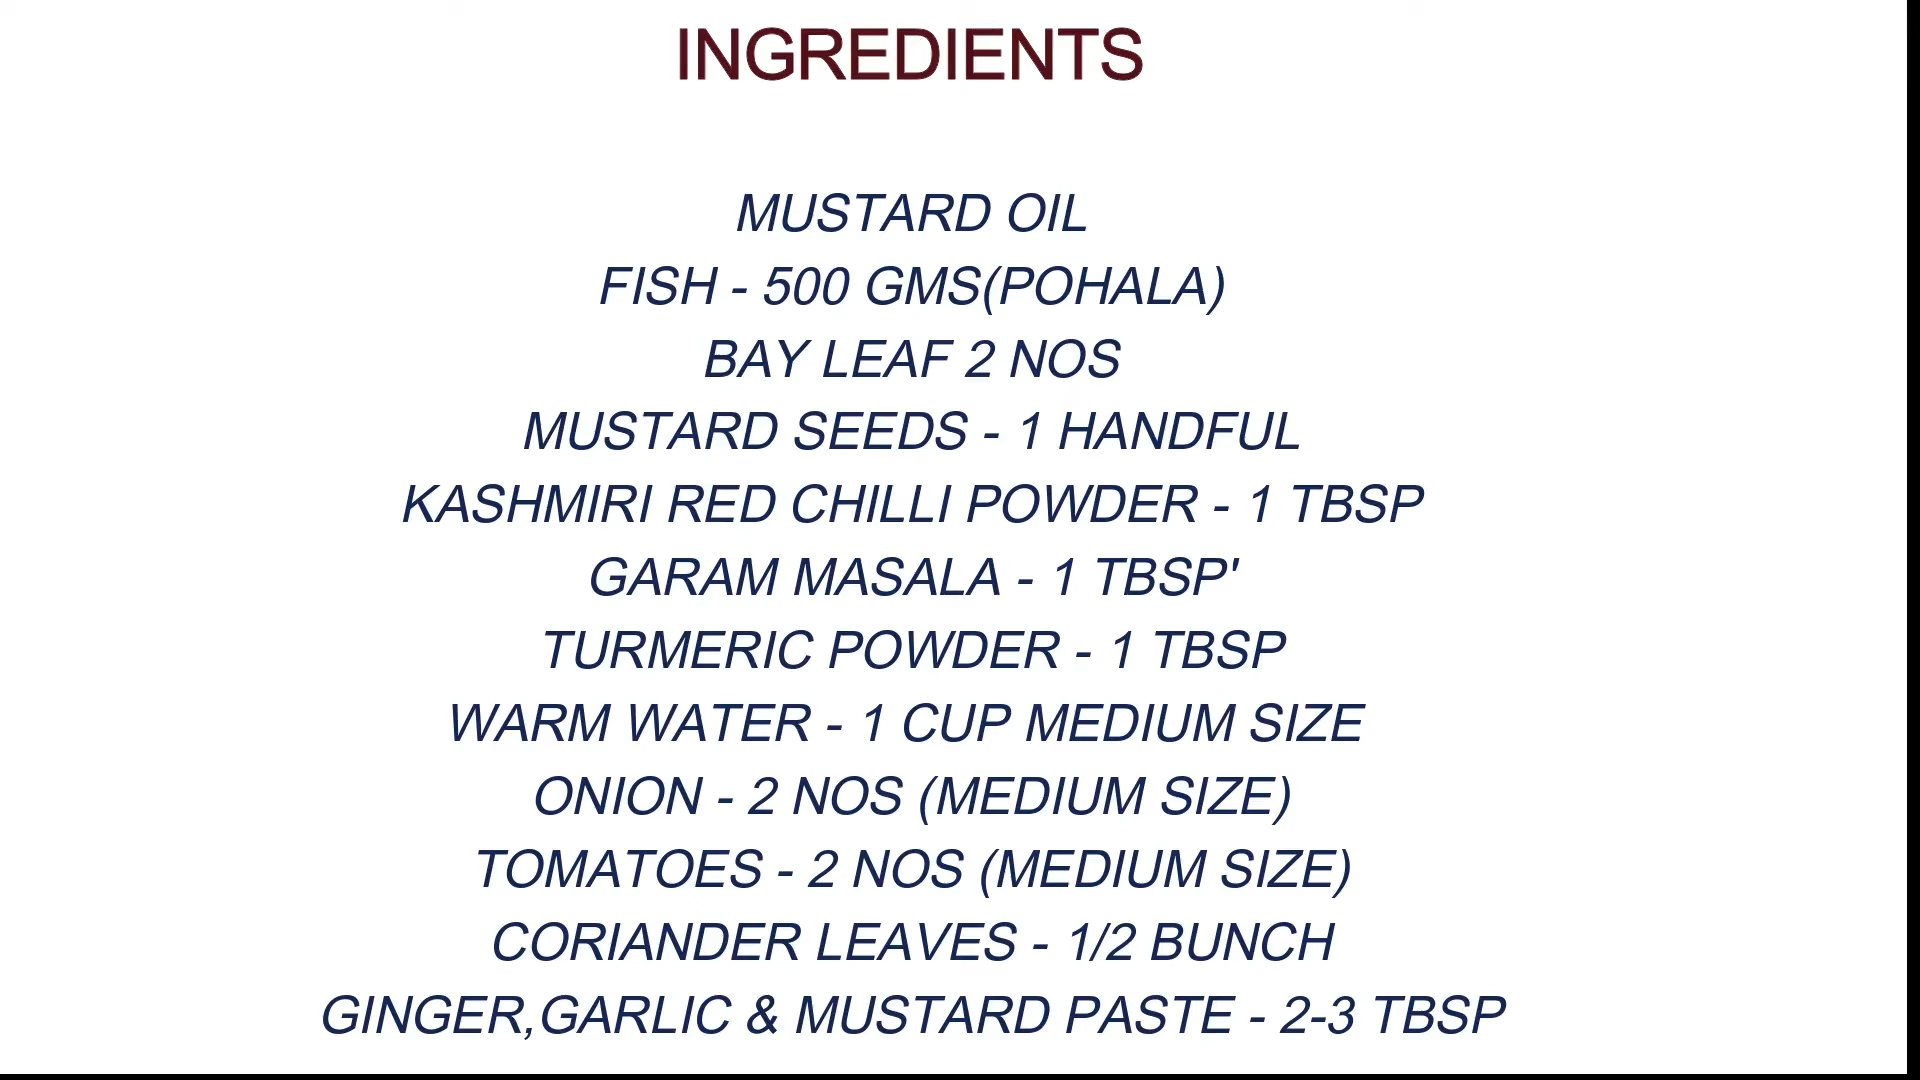 INGREDIENTS
MUSTARD OIL
FISH - 500 GMS(POHALA)
BAY LEAF 2 NOS
MUSTARD SEEDS - 1 HANDFUL
KASHMIRI RED CHILLI POWDER - 1 TBSP
GARAM MASALA - 1 TBSP'
TURMERIC POWDER - 1 TBSP
WARM WATER - 1 CUP MEDIUM SIZE
ONION - 2 NOS (MEDIUM SIZE)
TOMATOES - 2 NOS (MEDIUM SIZE)
CORIANDER LEAVES - 1/2 BUNCH
GINGER,GARLIC & MUSTARD PASTE - 2-3 TBSP